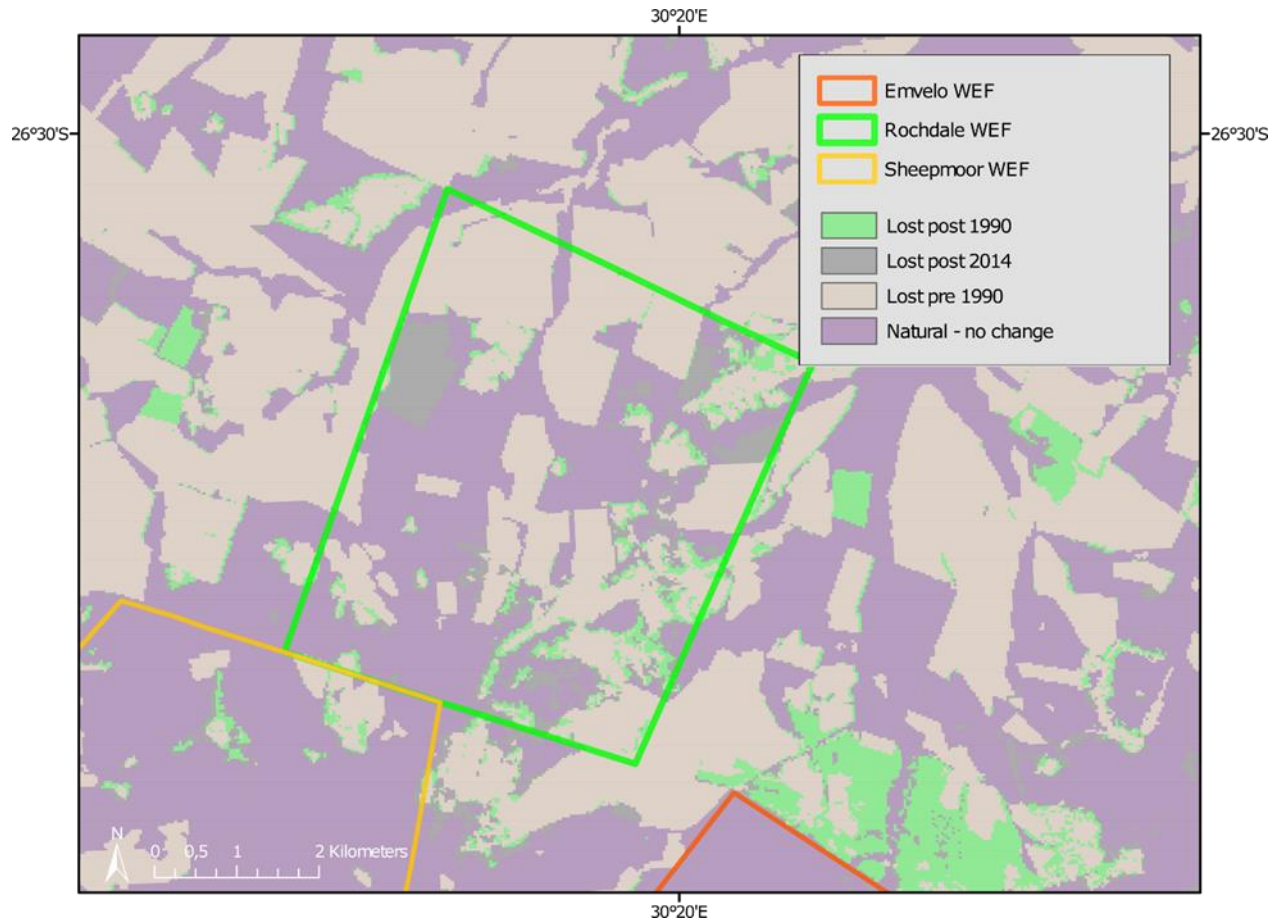 30°20'E
26°30'S
26°30'S
Emvelo WEF
Rochdale WEF
Sheepmoor WEF
Lost post 1990
Lost post 2014
Lost pre 1990
Natural - no change
N
0 0,5 1 2 Kilometers
30°20'E